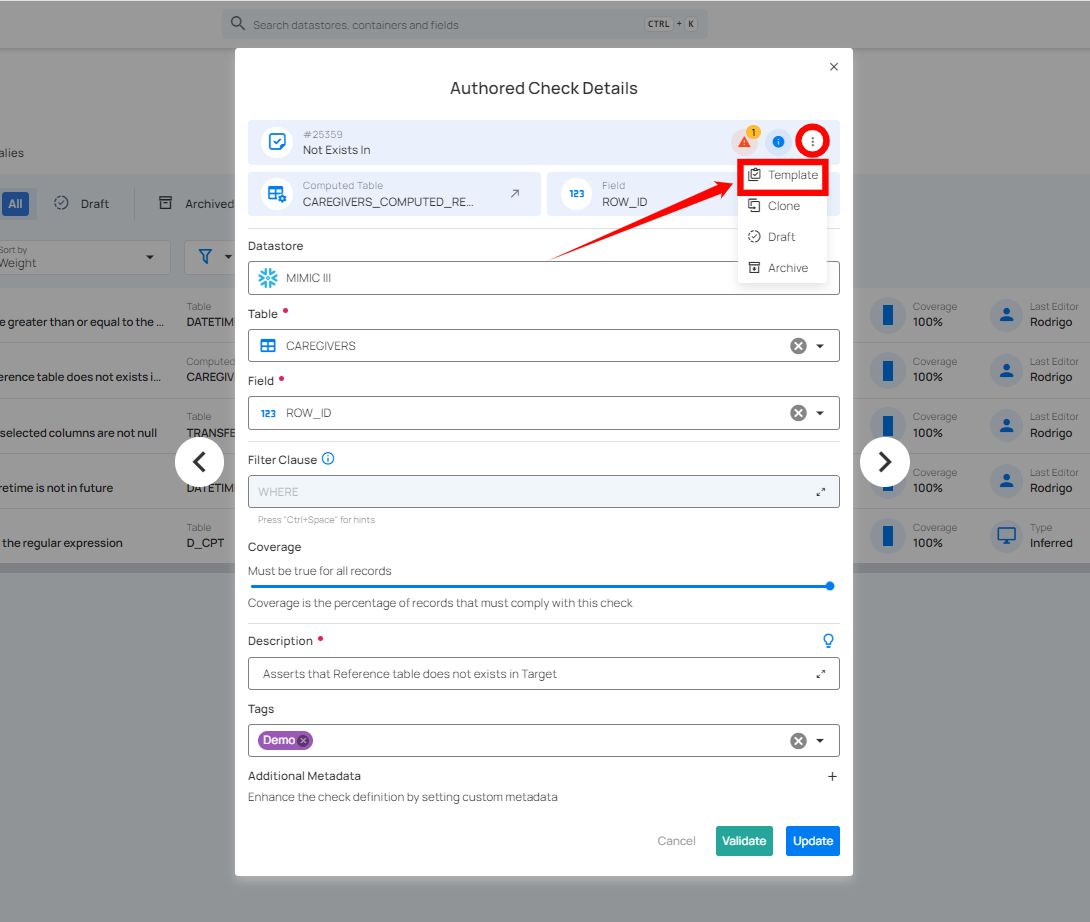 Search datastores, containers and fields CTRL + K
Authored Check Details
#25359
Not Exists In
1
Template
Clone
Draft
Archive
Computed Table
CAREGIVERS_COMPUTED_RE...
123
Field
ROW_ID
Datastore
MIMIC III
Table
CAREGIVERS
Field
123 ROW_ID
Filter Clause
WHERE
Press "Ctrl+Space" for hints
Coverage
Must be true for all records
Coverage is the percentage of records that must comply with this check
Description
Asserts that Reference table does not exists in Target
Tags
Demo
Additional Metadata
Enhance the check definition by setting custom metadata
Cancel
Validate
Update
alies
All
Draft
Archived
Sort by
Weight
e greater than or equal to the ...
Table
DATETIM
Coverage
100%
Last Editor
Rodrigo
erence table does not exists i...
Computed
CAREGIV
Coverage
100%
Last Editor
Rodrigo
selected columns are not null
Table
TRANSFE
Coverage
100%
Last Editor
Rodrigo
retime is not in future
DATETIM
Coverage
100%
Last Editor
Rodrigo
the regular expression
Table
D_CPT
Coverage
100%
Type
Inferred